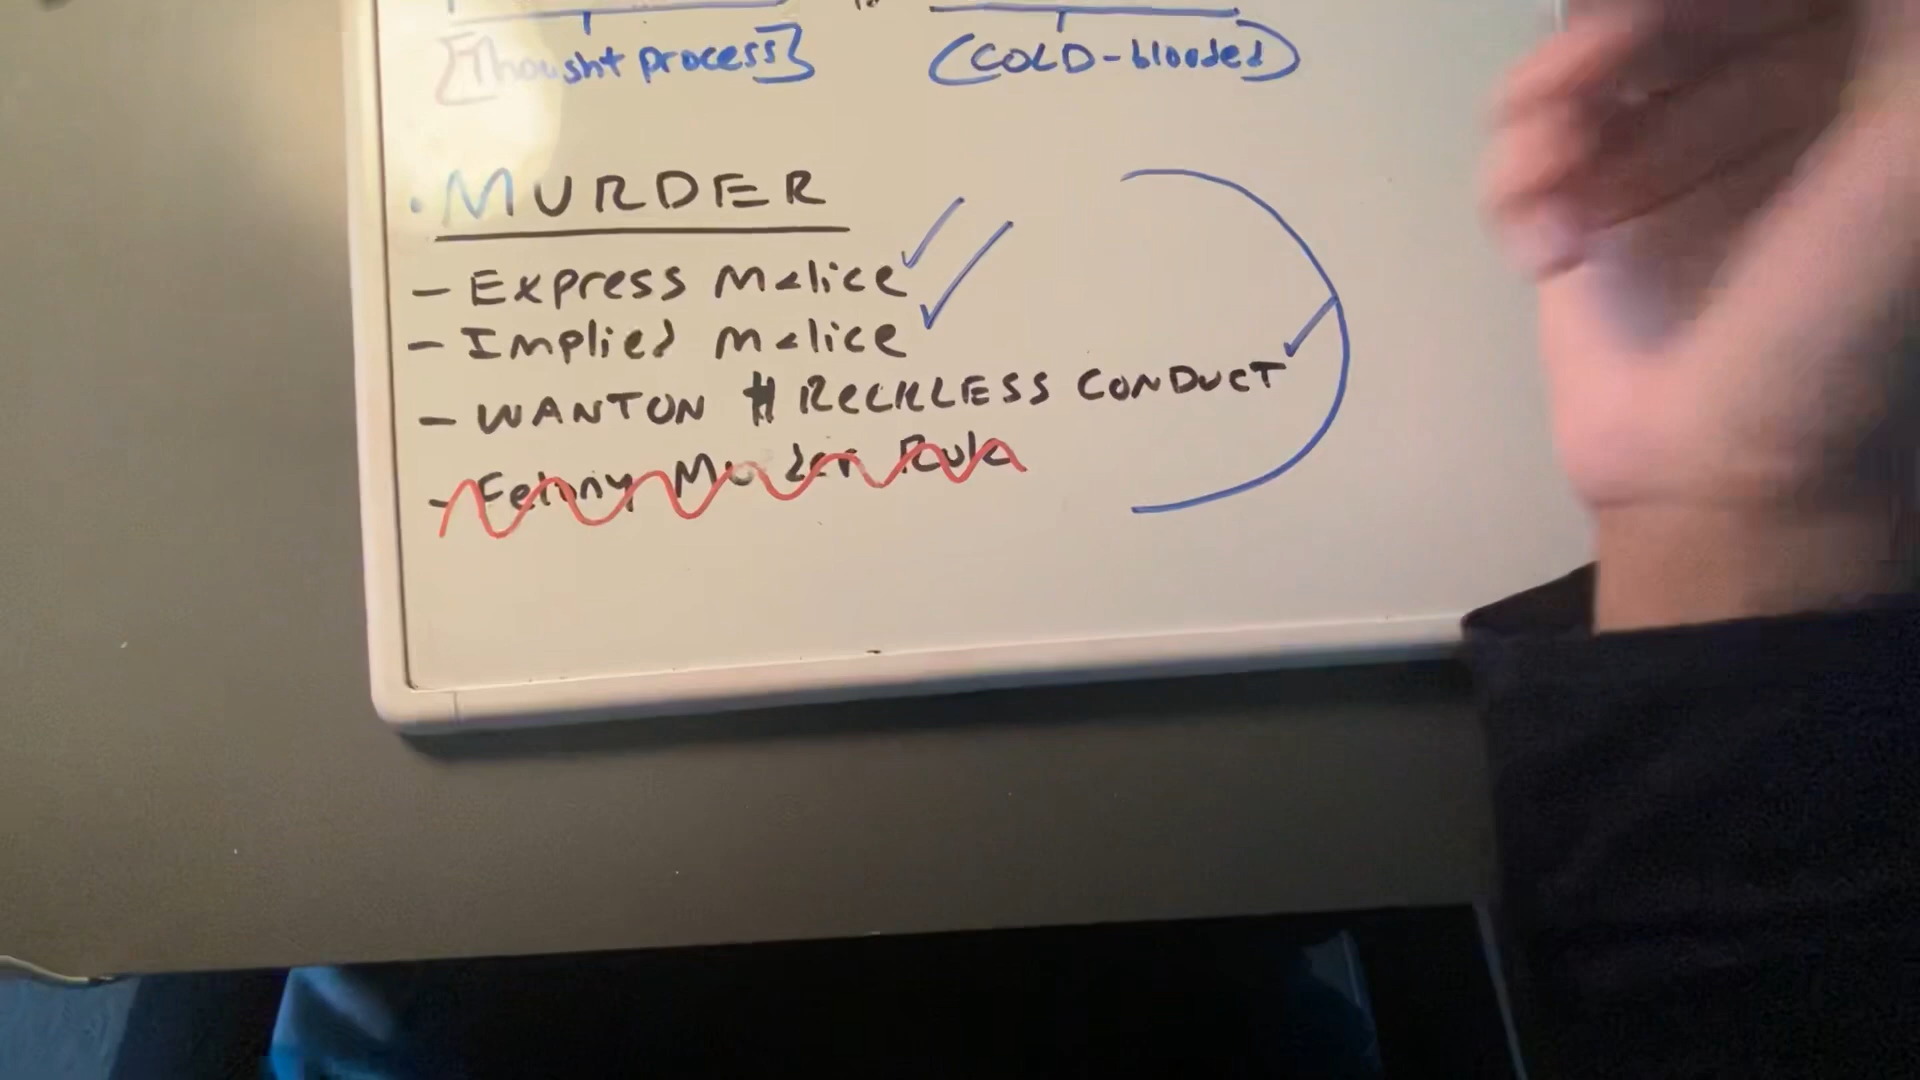 [Thought process] (COLD-blooded)
· MURDER
- Express Malice
- Implied Malice
- WANTON # RECKLESS CONDUCT
- Felony Murder Rule